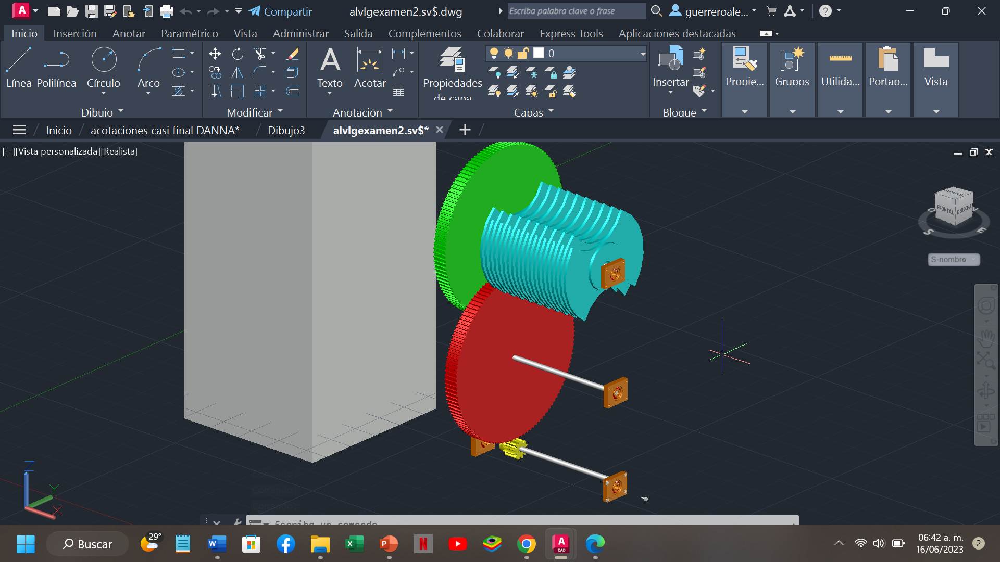 A
Compartir
alvlgexamen2.sv$.dwg
Escriba palabra clave o frase
guerreroale...
?
Inicio
Inserción
Anotar
Paramétrico
Vista
Administrar
Salida
Complementos
Colaborar
Express Tools
Aplicaciones destacadas
0
A
Línea
Polilínea
Círculo
Arco
Texto
Acotar
Propiedades
de capa
Insertar
Propie...
Grupos
Utilida...
Portap...
Vista
Dibujo
Modificar
Anotación
Capas
Bloque
Inicio
acotaciones casi final DANNA*
Dibujo3
alvlgexamen2.sv$*
[−][Vista personalizada][Realista]
FRONTAL
DERECHA
S
E
S-nombre
Z
Y
X
Escriba un comando
Buscar
29°
W
X
P
N
A
CAD
06:42 a. m.
16/06/2023
2